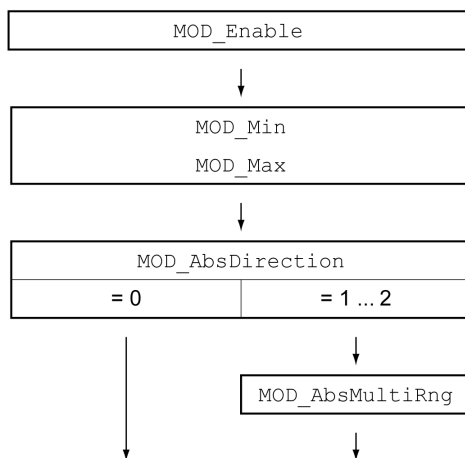 MOD_Enable
MOD_Min
MOD_Max
MOD_AbsDirection
= 0
= 1 ... 2
MOD_AbsMultiRng